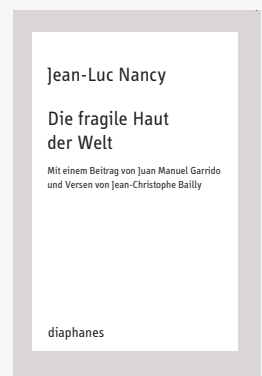 Jean-Luc Nancy
Die fragile Haut
der Welt
Mit einem Beitrag von Juan Manuel Garrido
und Versen von Jean-Christophe Bailly
diaphanes